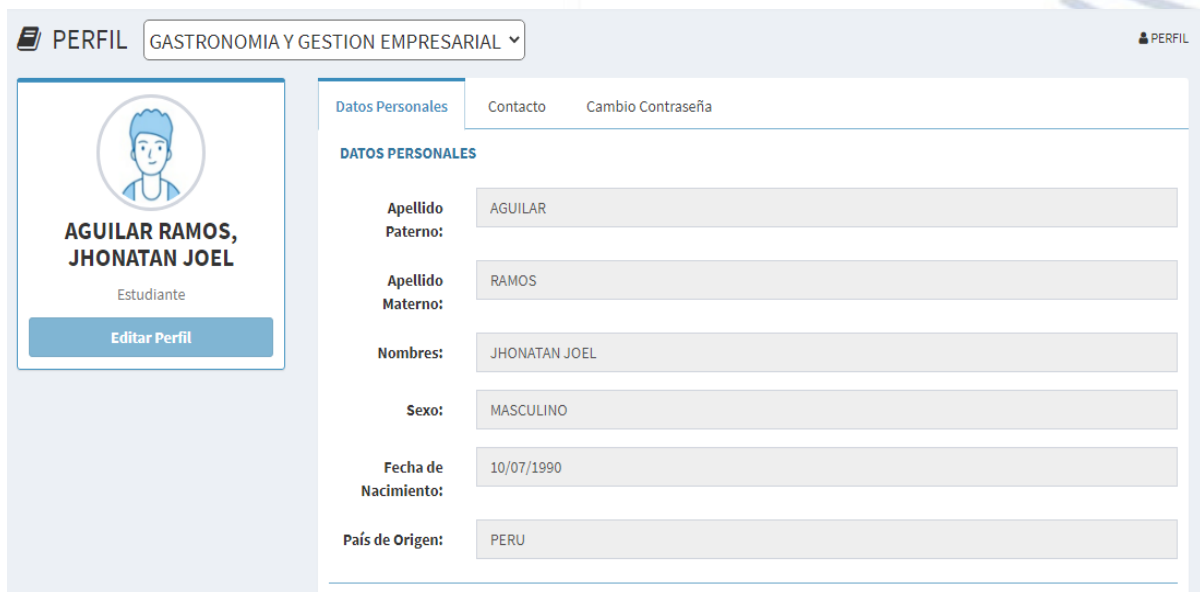 PERFIL GASTRONOMIA Y GESTION EMPRESARIAL
PERFIL
AGUILAR RAMOS,
JHONATAN JOEL
Estudiante
Editar Perfil
Datos Personales Contacto Cambio Contraseña
DATOS PERSONALES
Apellido Paterno: AGUILAR
Apellido Materno: RAMOS
Nombres: JHONATAN JOEL
Sexo: MASCULINO
Fecha de Nacimiento: 10/07/1990
País de Origen: PERU